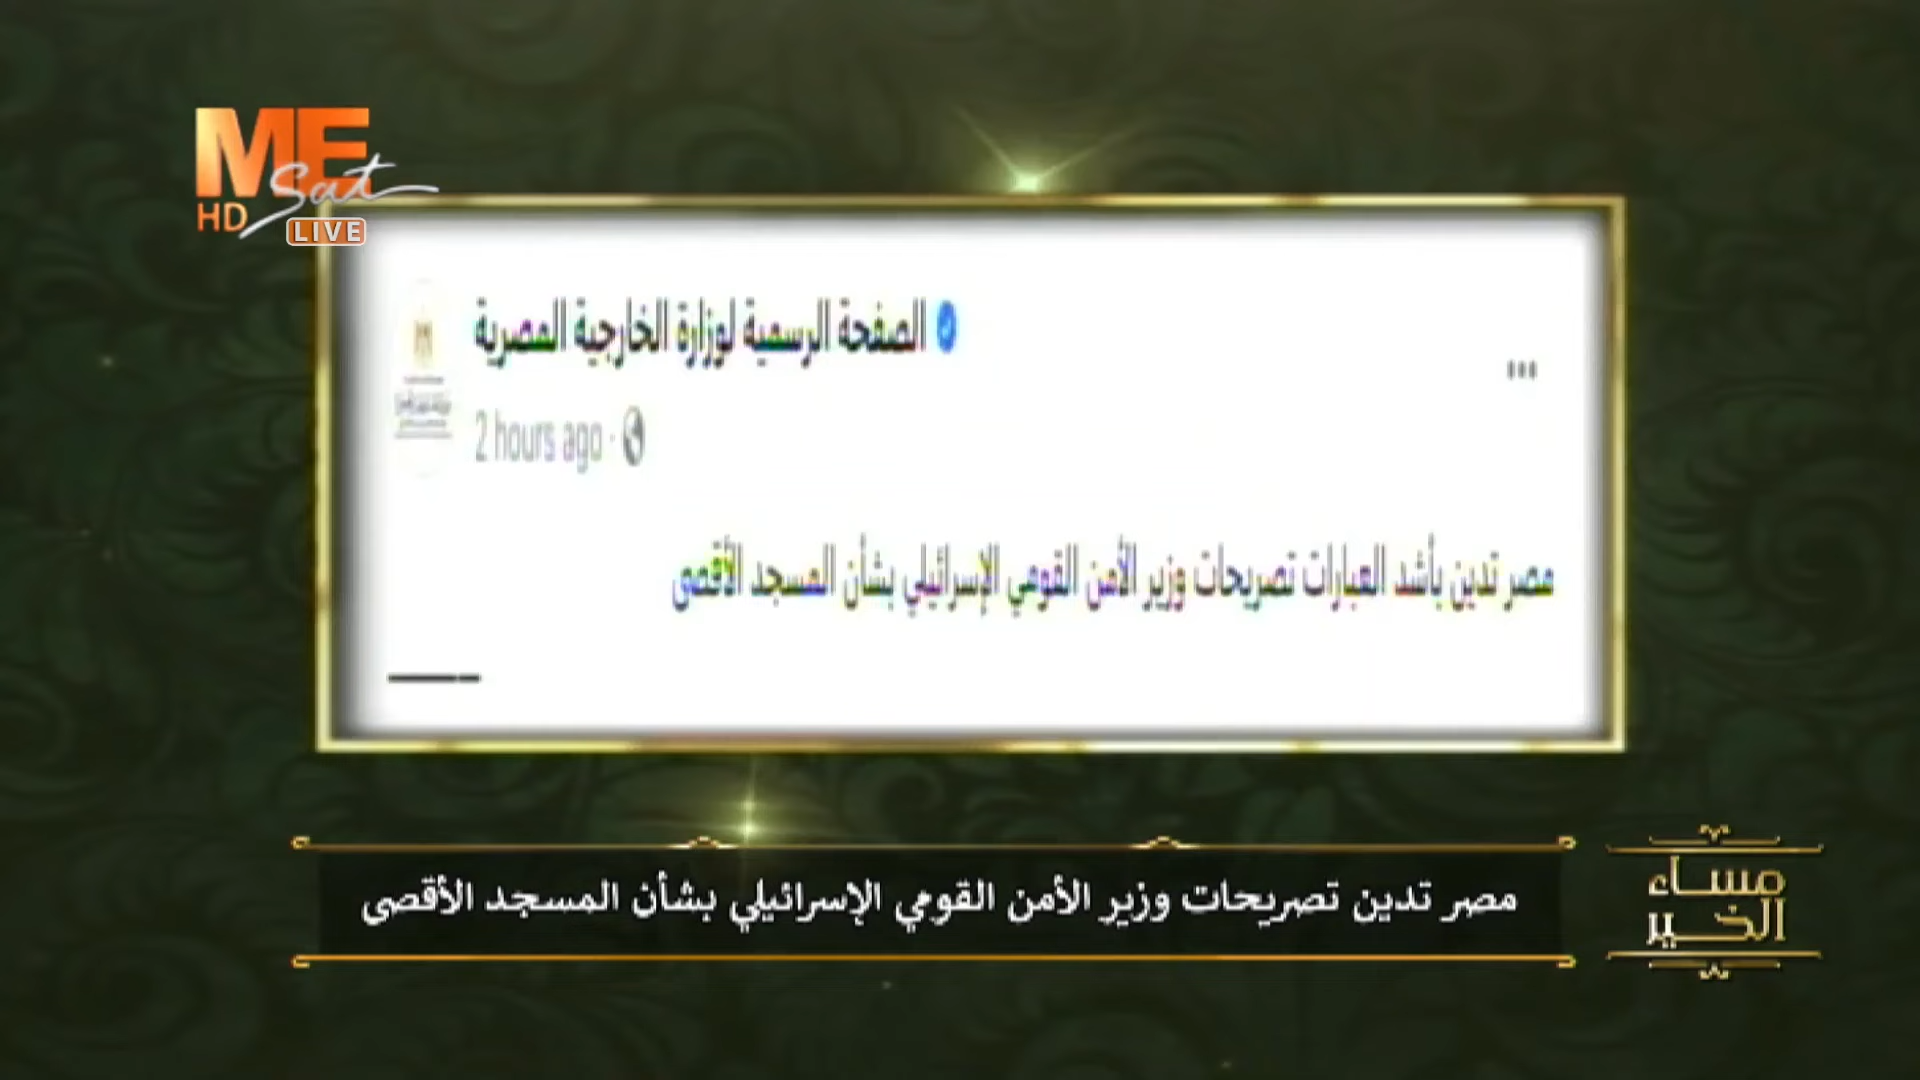 ME
Sat
HD
LIVE
الصفحة الرسمية لوزارة الخارجية المصرية
...
2 hours ago ·
مصر تدين بأشد العبارات تصريحات وزير الأمن القومي الإسرائيلي بشأن المسجد الأقصى
مصر تدين تصريحات وزير الأمن القومي الإسرائيلي بشأن المسجد الأقصى
مساء
الخير